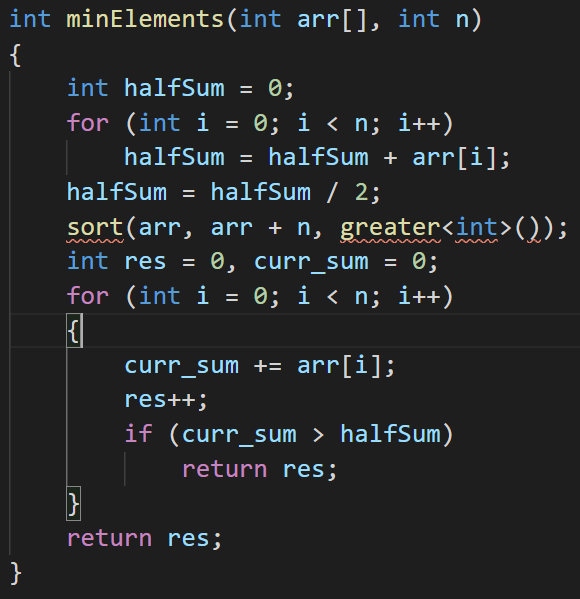 int minElements(int arr[], int n)
{
    int halfSum = 0;
    for (int i = 0; i < n; i++)
        halfSum = halfSum + arr[i];
    halfSum = halfSum / 2;
    sort(arr, arr + n, greater<int>());
    int res = 0, curr_sum = 0;
    for (int i = 0; i < n; i++)
    {
        curr_sum += arr[i];
        res++;
        if (curr_sum > halfSum)
            return res;
    }
    return res;
}